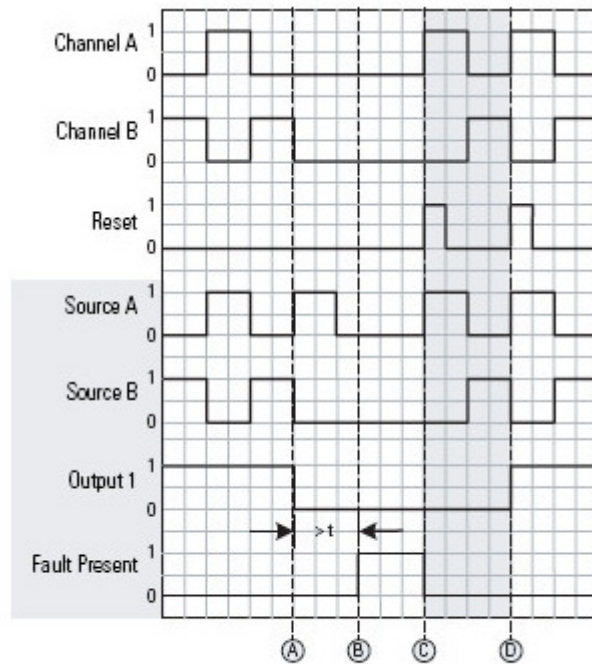 Channel A 1
0
Channel B 1
0
Reset 1
0
Source A 1
0
Source B 1
0
Output 1 1
0
> t
Fault Present 1
0
A B C D